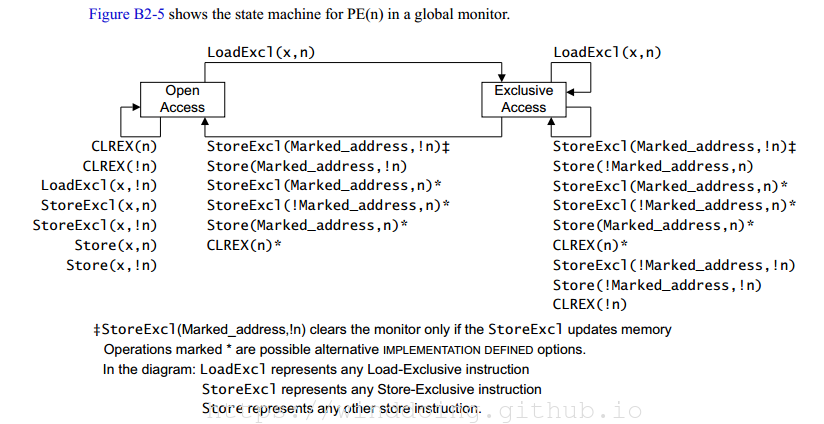 Figure B2-5 shows the state machine for PE(n) in a global monitor.
LoadExcl(x,n)
LoadExcl(x,n)
Open
Access
Exclusive
Access
CLREX(n)
CLREX(!n)
LoadExcl(x,!n)
StoreExcl(x,n)
StoreExcl(x,!n)
Store(x,n)
Store(x,!n)
StoreExcl(Marked_address,!n)‡
Store(Marked_address,!n)
StoreExcl(Marked_address,n)*
StoreExcl(!Marked_address,n)*
Store(Marked_address,n)*
CLREX(n)*
StoreExcl(Marked_address,!n)‡
Store(!Marked_address,n)
StoreExcl(Marked_address,n)*
StoreExcl(!Marked_address,n)*
Store(Marked_address,n)*
CLREX(n)*
StoreExcl(!Marked_address,!n)
Store(!Marked_address,!n)
CLREX(!n)
‡StoreExcl(Marked_address,!n) clears the monitor only if the StoreExcl updates memory
Operations marked * are possible alternative IMPLEMENTATION DEFINED options.
In the diagram: LoadExcl represents any Load-Exclusive instruction
StoreExcl represents any Store-Exclusive instruction
Store represents any other store instruction.